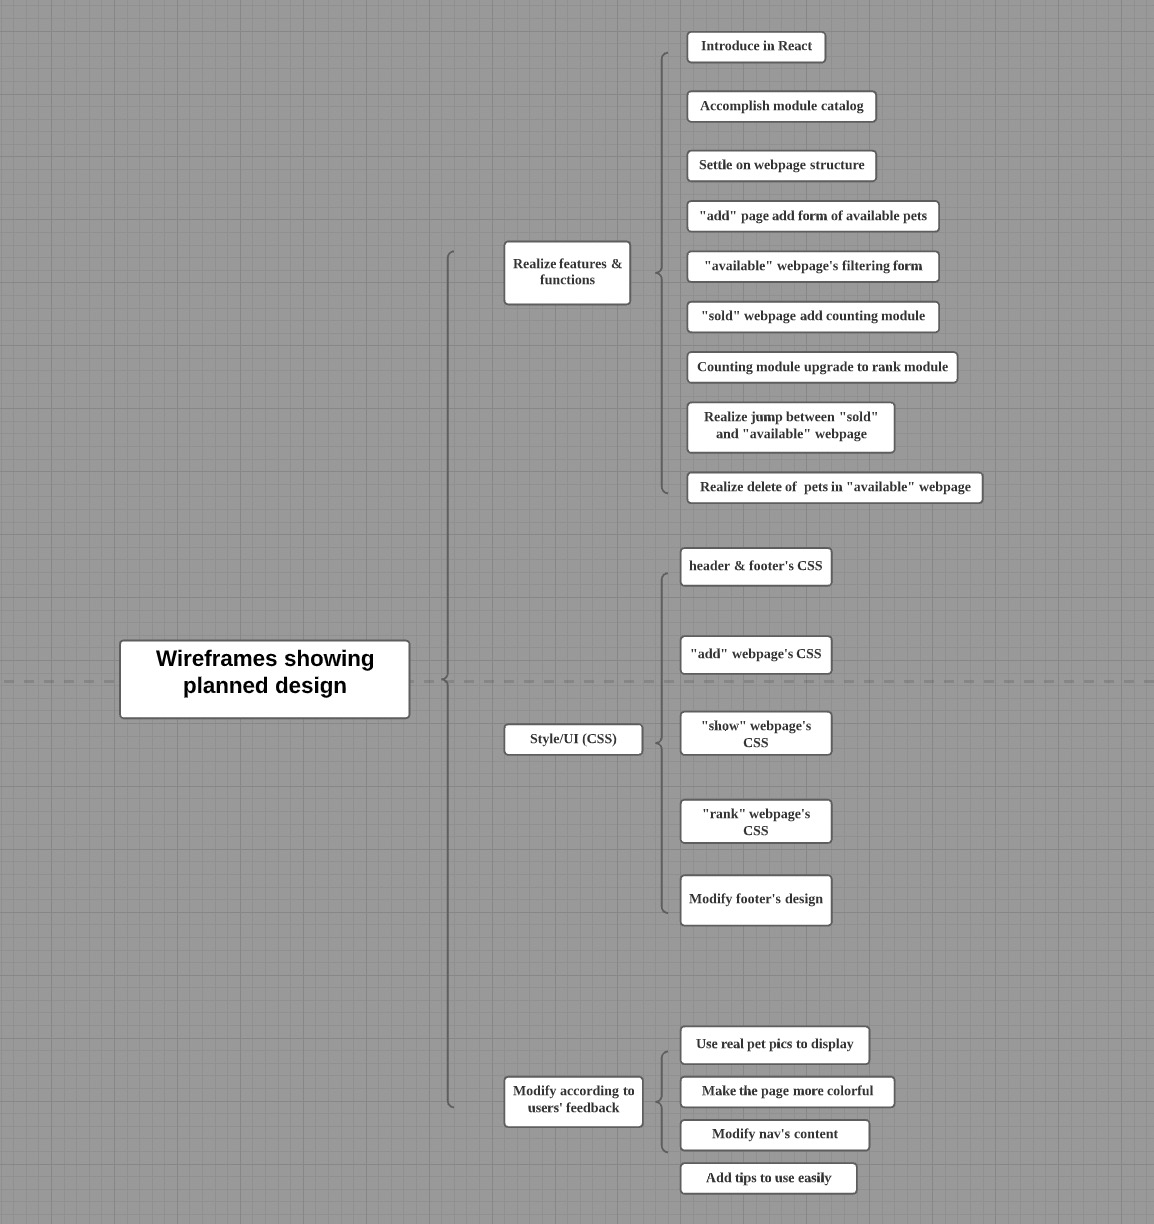 Introduce in React
Accomplish module catalog
Settle on webpage structure
"add" page add form of available pets
Realize features &
functions
"available" webpage's filtering form
"sold" webpage add counting module
Counting module upgrade to rank module
Realize jump between "sold"
and "available" webpage
Realize delete of  pets in "available" webpage
header & footer's CSS
Wireframes showing
planned design
"add" webpage's CSS
Style/UI (CSS)
"show" webpage's
CSS
"rank" webpage's
CSS
Modify footer's design
Use real pet pics to display
Modify according to
users' feedback
Make the page more colorful
Modify nav's content
Add tips to use easily